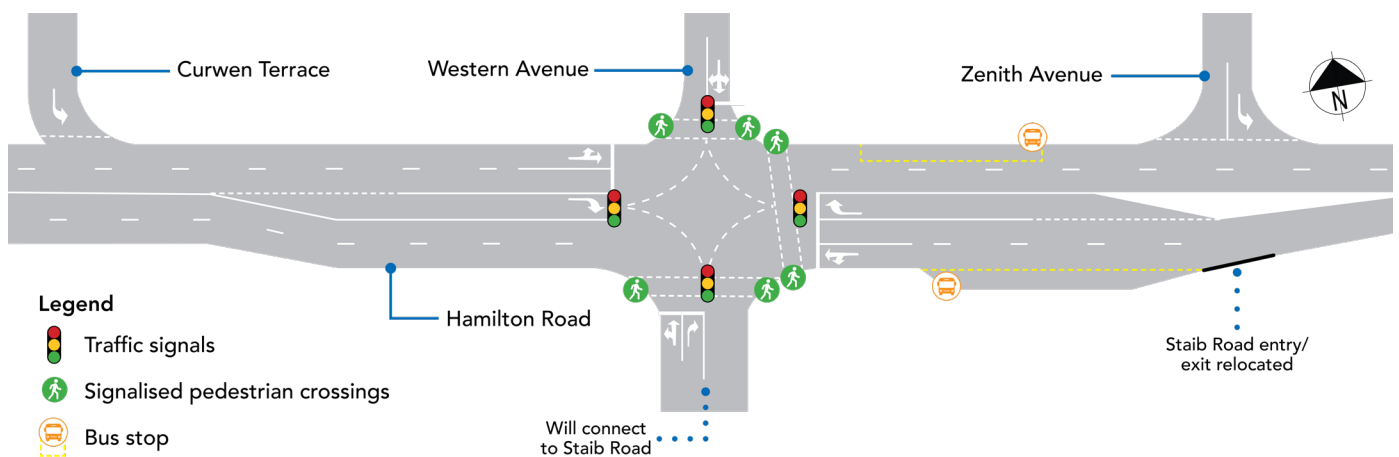 Curwen Terrace
Western Avenue
Zenith Avenue
N
Hamilton Road
Legend
Traffic signals
Signalised pedestrian crossings
Bus stop
Staib Road entry/
exit relocated
Will connect
to Staib Road